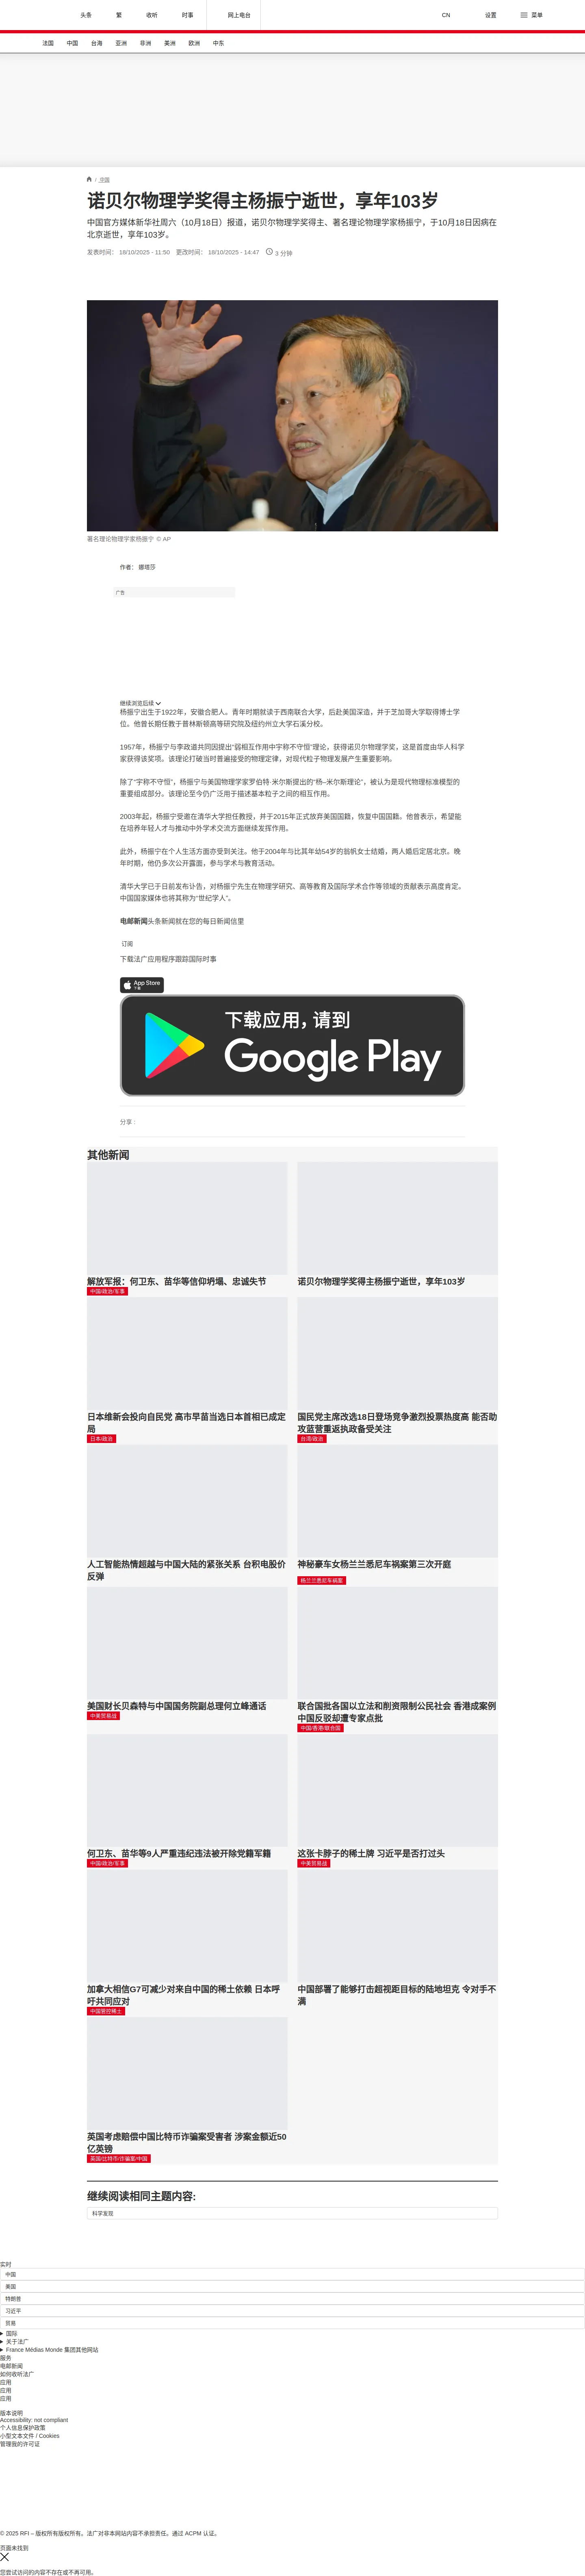 头条
繁
收听
时事
网上电台
CN
设置
菜单
法国
中国
台海
亚洲
非洲
美洲
欧洲
中东
/ 中国
诺贝尔物理学奖得主杨振宁逝世，享年103岁
中国官方媒体新华社周六（10月18日）报道，诺贝尔物理学奖得主、著名理论物理学家杨振宁，于10月18日因病在
北京逝世，享年103岁。
发表时间： 18/10/2025 - 11:50 更改时间： 18/10/2025 - 14:47 3 分钟
著名理论物理学家杨振宁 © AP
作者： 娜塔莎
广告
继续浏览后续
杨振宁出生于1922年，安徽合肥人。青年时期就读于西南联合大学，后赴美国深造，并于芝加哥大学取得博士学
位。他曾长期任教于普林斯顿高等研究院及纽约州立大学石溪分校。
1957年，杨振宁与李政道共同因提出“弱相互作用中宇称不守恒”理论，获得诺贝尔物理学奖，这是首度由华人科学
家获得该奖项。该理论打破当时普遍接受的物理定律，对现代粒子物理发展产生重要影响。
除了“宇称不守恒”，杨振宁与美国物理学家罗伯特·米尔斯提出的“杨–米尔斯理论”，被认为是现代物理标准模型的
重要组成部分。该理论至今仍广泛用于描述基本粒子之间的相互作用。
2003年起，杨振宁受邀在清华大学担任教授，并于2015年正式放弃美国国籍，恢复中国国籍。他曾表示，希望能
在培养年轻人才与推动中外学术交流方面继续发挥作用。
此外，杨振宁在个人生活方面亦受到关注。他于2004年与比其年幼54岁的翁帆女士结婚，两人婚后定居北京。晚
年时期，他仍多次公开露面，参与学术与教育活动。
清华大学已于日前发布讣告，对杨振宁先生在物理学研究、高等教育及国际学术合作等领域的贡献表示高度肯定。
中国国家媒体也将其称为“世纪学人”。
电邮新闻头条新闻就在您的每日新闻信里
订阅
下载法广应用程序跟踪国际时事
App Store
下载
下载应用，请到
Google Play
分享 :
其他新闻
解放军报：何卫东、苗华等信仰坍塌、忠诚失节
中国/政治/军事
诺贝尔物理学奖得主杨振宁逝世，享年103岁
日本维新会投向自民党 高市早苗当选日本首相已成定
局
日本/政治
国民党主席改选18日登场竞争激烈投票热度高 能否助
攻蓝营重返执政备受关注
台湾/政治
人工智能热情超越与中国大陆的紧张关系 台积电股价
反弹
神秘豪车女杨兰兰悉尼车祸案第三次开庭
杨兰兰悉尼车祸案
美国财长贝森特与中国国务院副总理何立峰通话
中美贸易战
联合国批各国以立法和削资限制公民社会 香港成案例
中国反驳却遭专家点批
中国/香港/联合国
何卫东、苗华等9人严重违纪违法被开除党籍军籍
中国/政治/军事
这张卡脖子的稀土牌 习近平是否打过头
中美贸易战
加拿大相信G7可减少对来自中国的稀土依赖 日本呼
吁共同应对
中国管控稀土
中国部署了能够打击超视距目标的陆地坦克 令对手不
满
英国考虑赔偿中国比特币诈骗案受害者 涉案金额近50
亿英镑
英国/比特币/诈骗案/中国
继续阅读相同主题内容:
科学发现
实时
中国
美国
特朗普
习近平
贸易
国际
关于法广
France Médias Monde 集团其他网站
服务
电邮新闻
如何收听法广
应用
应用
应用
版本说明
Accessibility: not compliant
个人信息保护政策
小型文本文件 / Cookies
管理我的许可证
© 2025 RFI – 版权所有版权所有。法广对非本网站内容不承担责任。通过 ACPM 认证。
页面未找到
您尝试访问的内容不存在或不再可用。